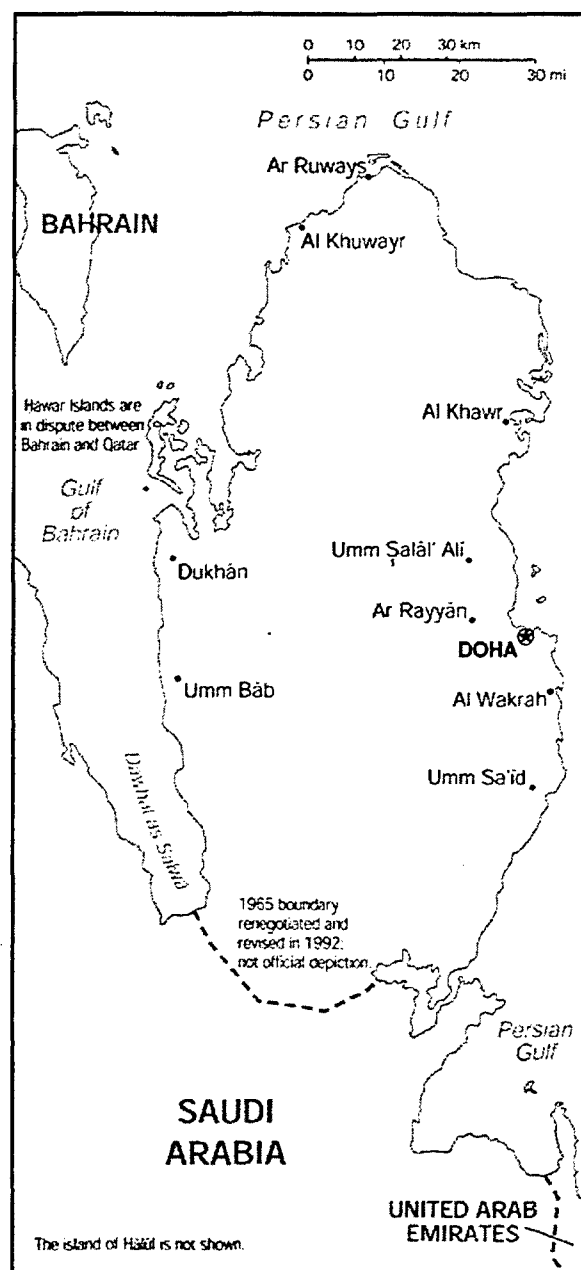 0 10 20 30 km
0 10 20 30 mi
Persian Gulf
Ar Ruways
BAHRAIN
Al Khuwayr
Hawar Islands are
in dispute between
Bahrain and Qatar
Al Khawr
Gulf
of
Bahrain
Umm Şalāl' Alī
Dukhān
Ar Rayyān
DOHA
Umm Bāb
Al Wakrah
Umm Sa'īd
Dawhat as Salwá
1965 boundary
renegotiated and
revised in 1992;
not official depiction.
Persian
Gulf
SAUDI
ARABIA
UNITED ARAB
EMIRATES
The island of Hālūl is not shown.